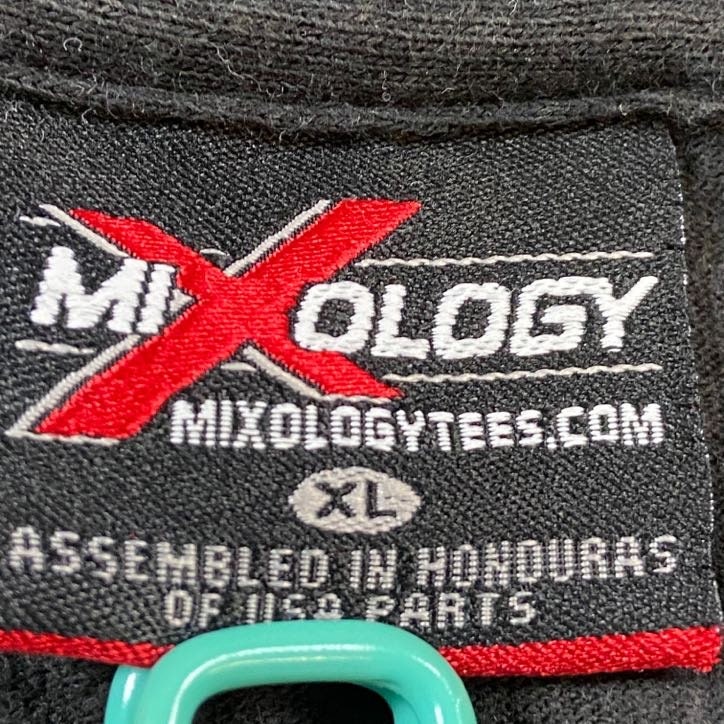 MIXOLOGY
MIXOLOGYTEES.COM
XL
ASSEMBLED IN HONDURAS
OF USA PARTS